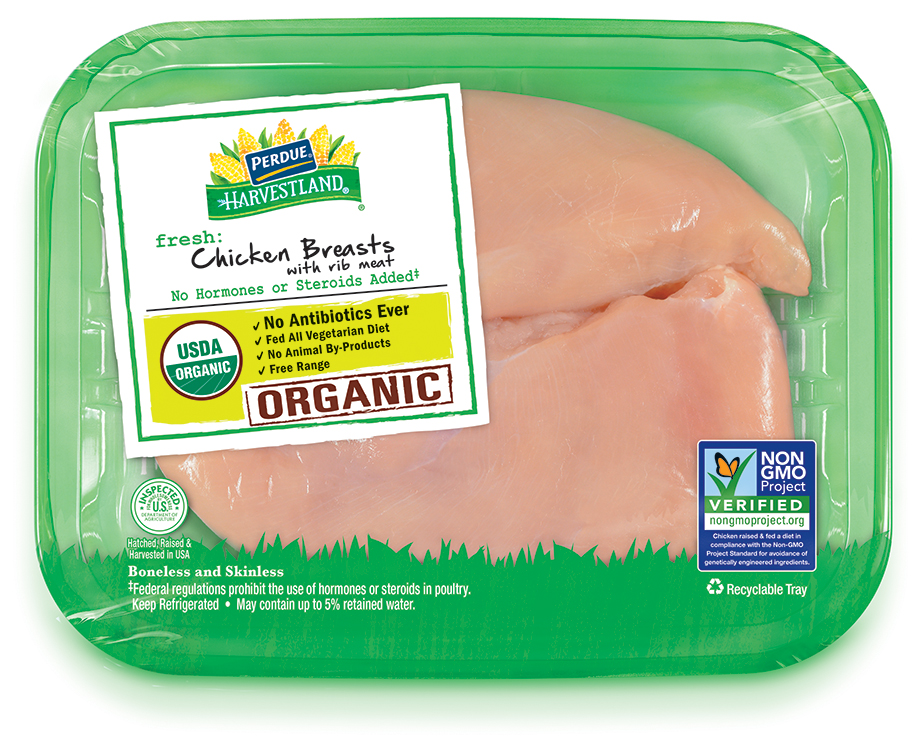 PERDUE®
HARVESTLAND®
®
fresh:
Chicken Breasts
with rib meat
No Hormones or Steroids Added‡
USDA
ORGANIC
✓ No Antibiotics Ever
✓ Fed All Vegetarian Diet
✓ No Animal By-Products
✓ Free Range
ORGANIC
INSPECTED
U.S.
DEPARTMENT OF
AGRICULTURE
Hatched, Raised &
Harvested in USA
Boneless and Skinless
‡Federal regulations prohibit the use of hormones or steroids in poultry.
Keep Refrigerated • May contain up to 5% retained water.
NON
GMO
Project
VERIFIED
nongmoproject.org
Chicken raised & fed a diet in
compliance with the Non-GMO
Project Standard for avoidance of
genetically engineered ingredients.
Recyclable Tray